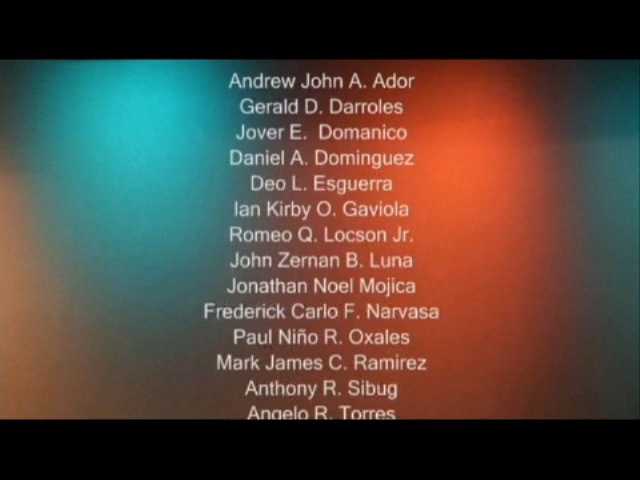 Andrew John A. Ador
Gerald D. Darroles
Jover E. Domanico
Daniel A. Dominguez
Deo L. Esguerra
Ian Kirby O. Gaviola
Romeo Q. Locson Jr.
John Zernan B. Luna
Jonathan Noel Mojica
Frederick Carlo F. Narvasa
Paul Niño R. Oxales
Mark James C. Ramirez
Anthony R. Sibug
Angelo R. Torres